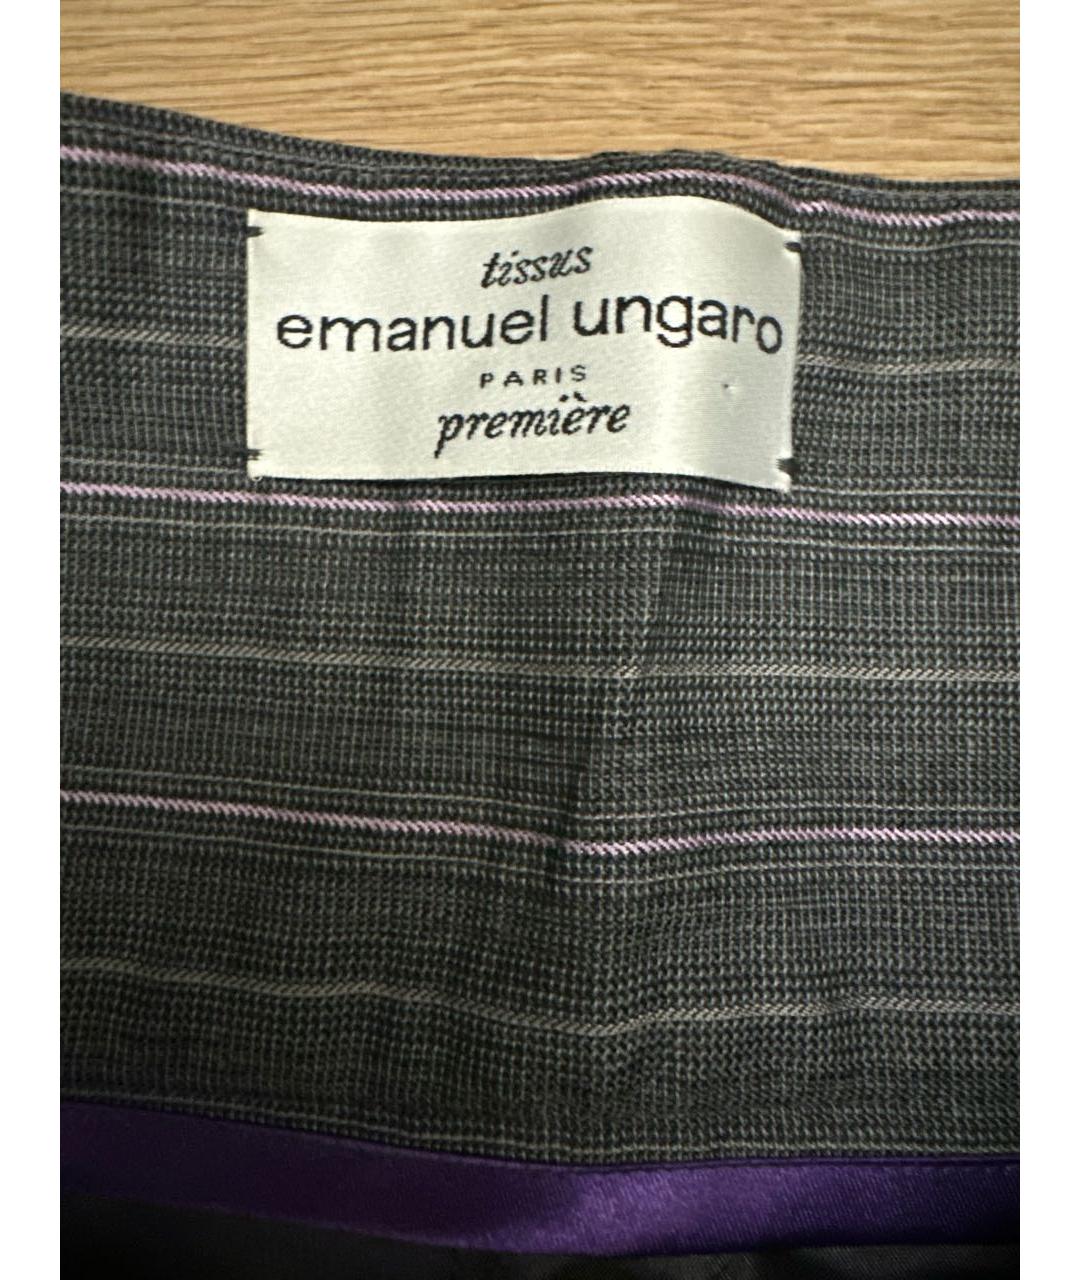 tissus
emanuel ungaro
PARIS
première